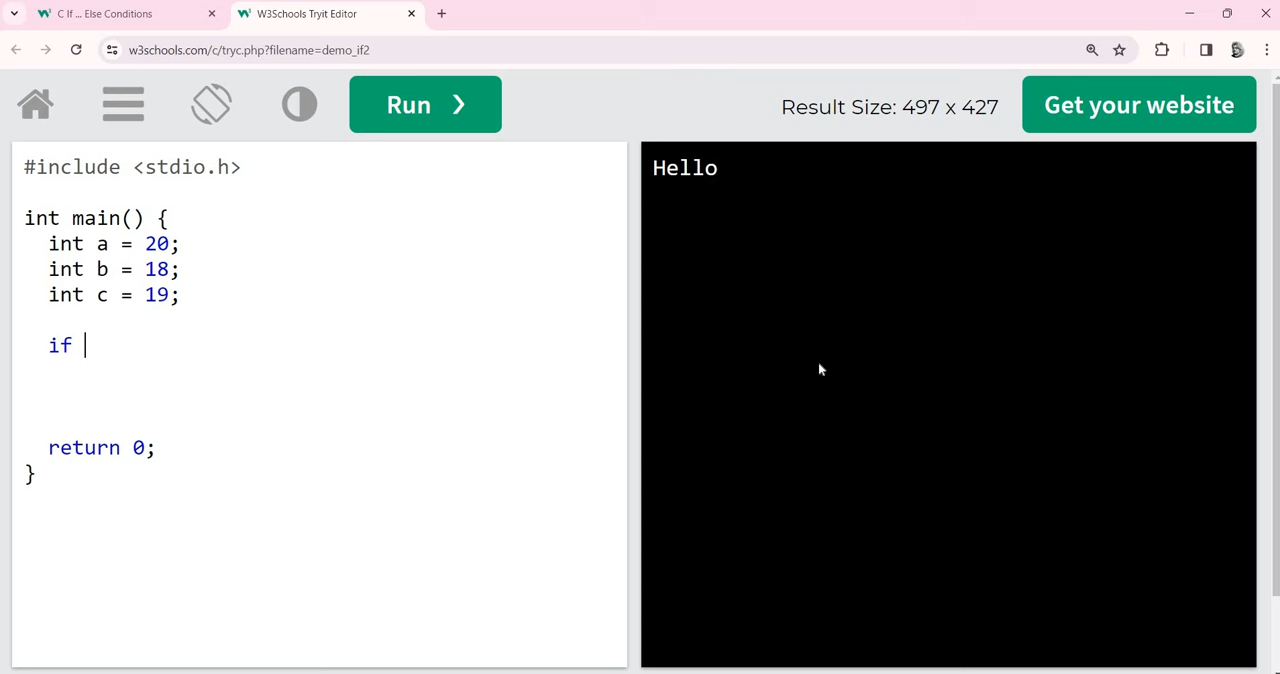 C If ... Else Conditions
W3Schools Tryit Editor
w3schools.com/c/tryc.php?filename=demo_if2
Run ❯
Result Size: 497 x 427
Get your website
#include <stdio.h>
int main() {
int a = 20;
int b = 18;
int c = 19;
if
return 0;
}
Hello